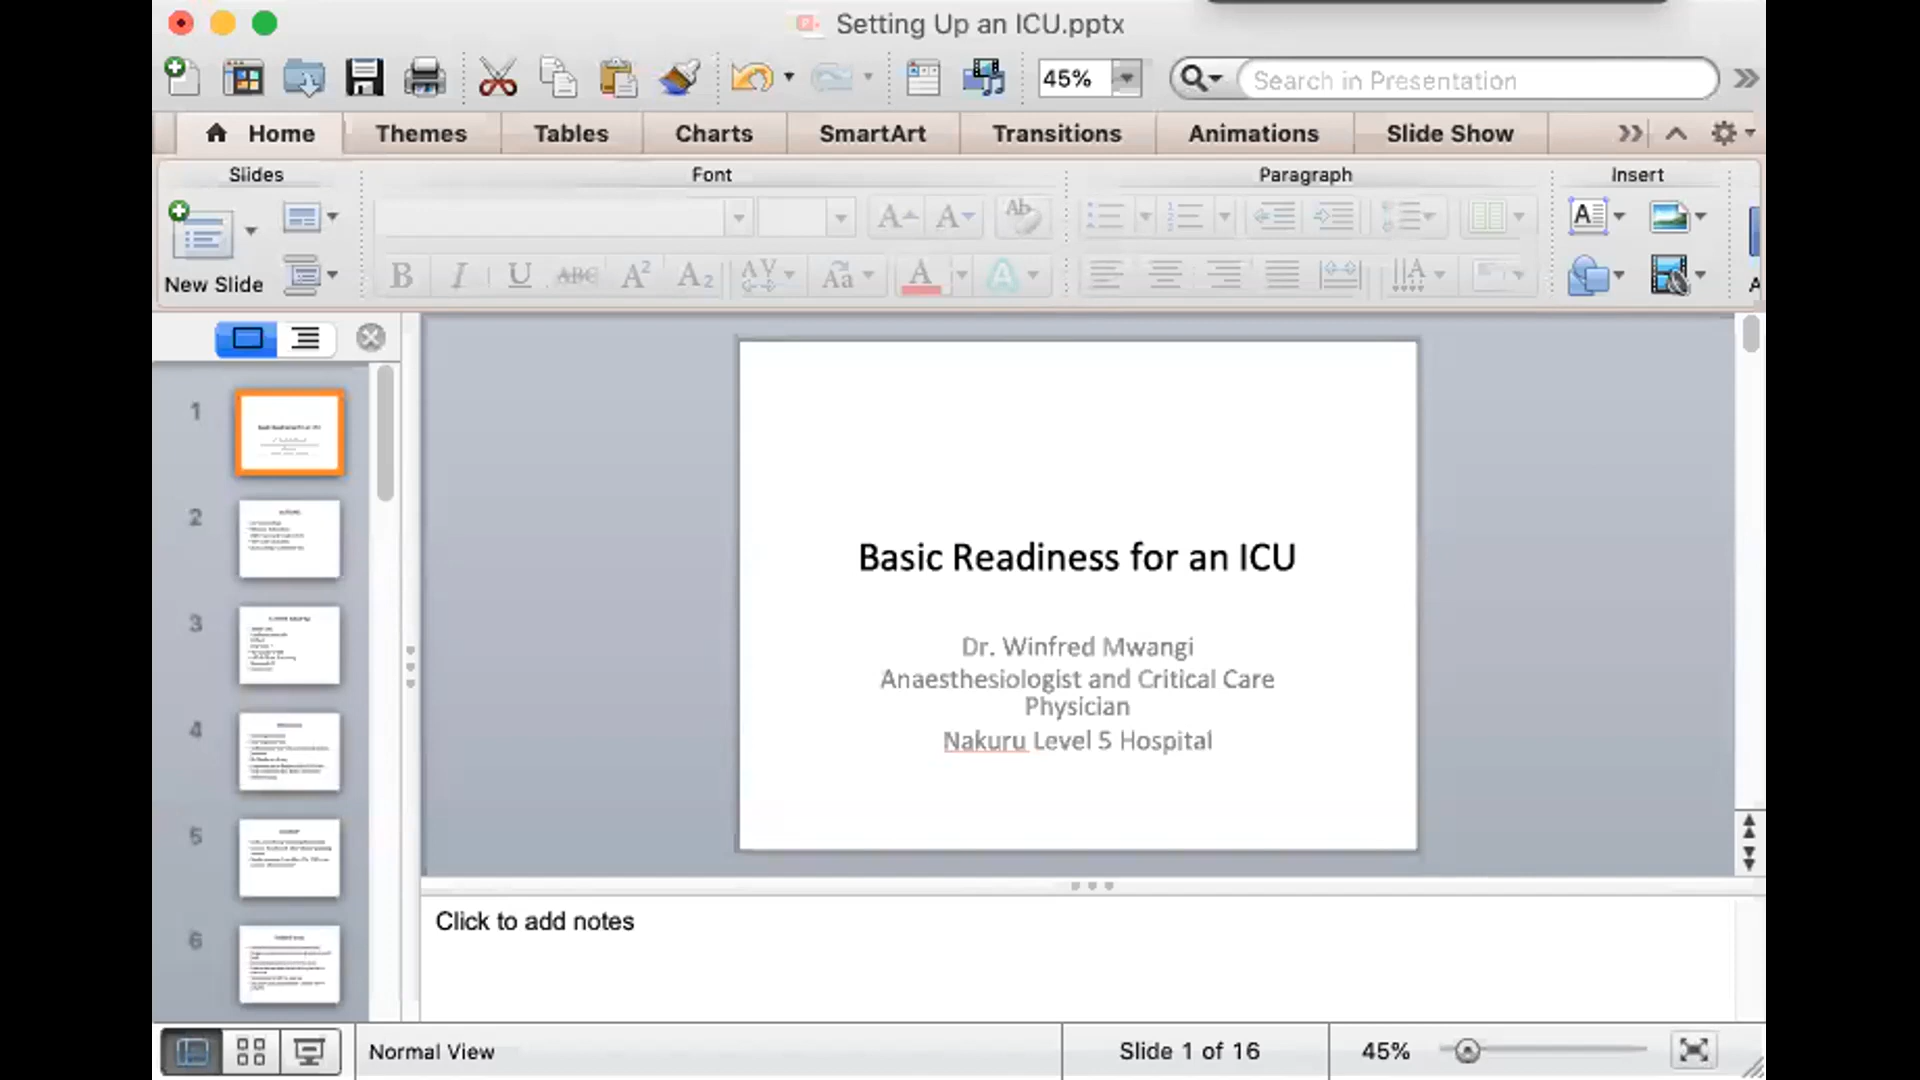 Setting Up an ICU.pptx
45%
Search in Presentation
Home
Themes
Tables
Charts
SmartArt
Transitions
Animations
Slide Show
Slides
Font
Paragraph
Insert
New Slide
1
2
3
4
5
6
Basic Readiness for an ICU
Dr. Winfred Mwangi
Anaesthesiologist and Critical Care
Physician
Nakuru Level 5 Hospital
Click to add notes
Normal View
Slide 1 of 16
45%